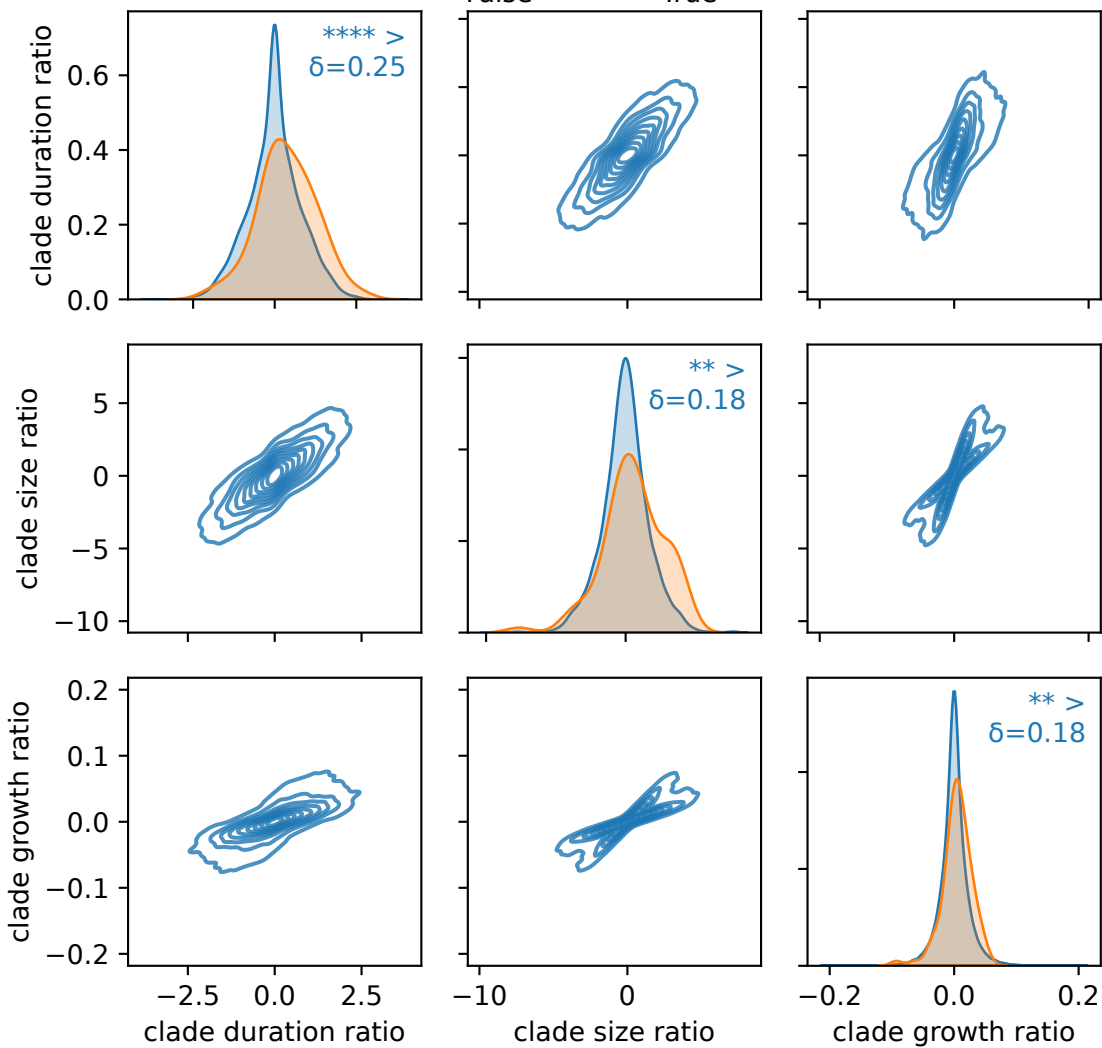 clade duration ratio
0.6
0.4
0.2
0.0
**** >
δ=0.25
clade size ratio
5
0
−5
−10
** >
δ=0.18
clade growth ratio
0.2
0.1
0.0
−0.1
−0.2
** >
δ=0.18
−2.5 0.0 2.5
−10 0
−0.2 0.0 0.2
clade duration ratio
clade size ratio
clade growth ratio